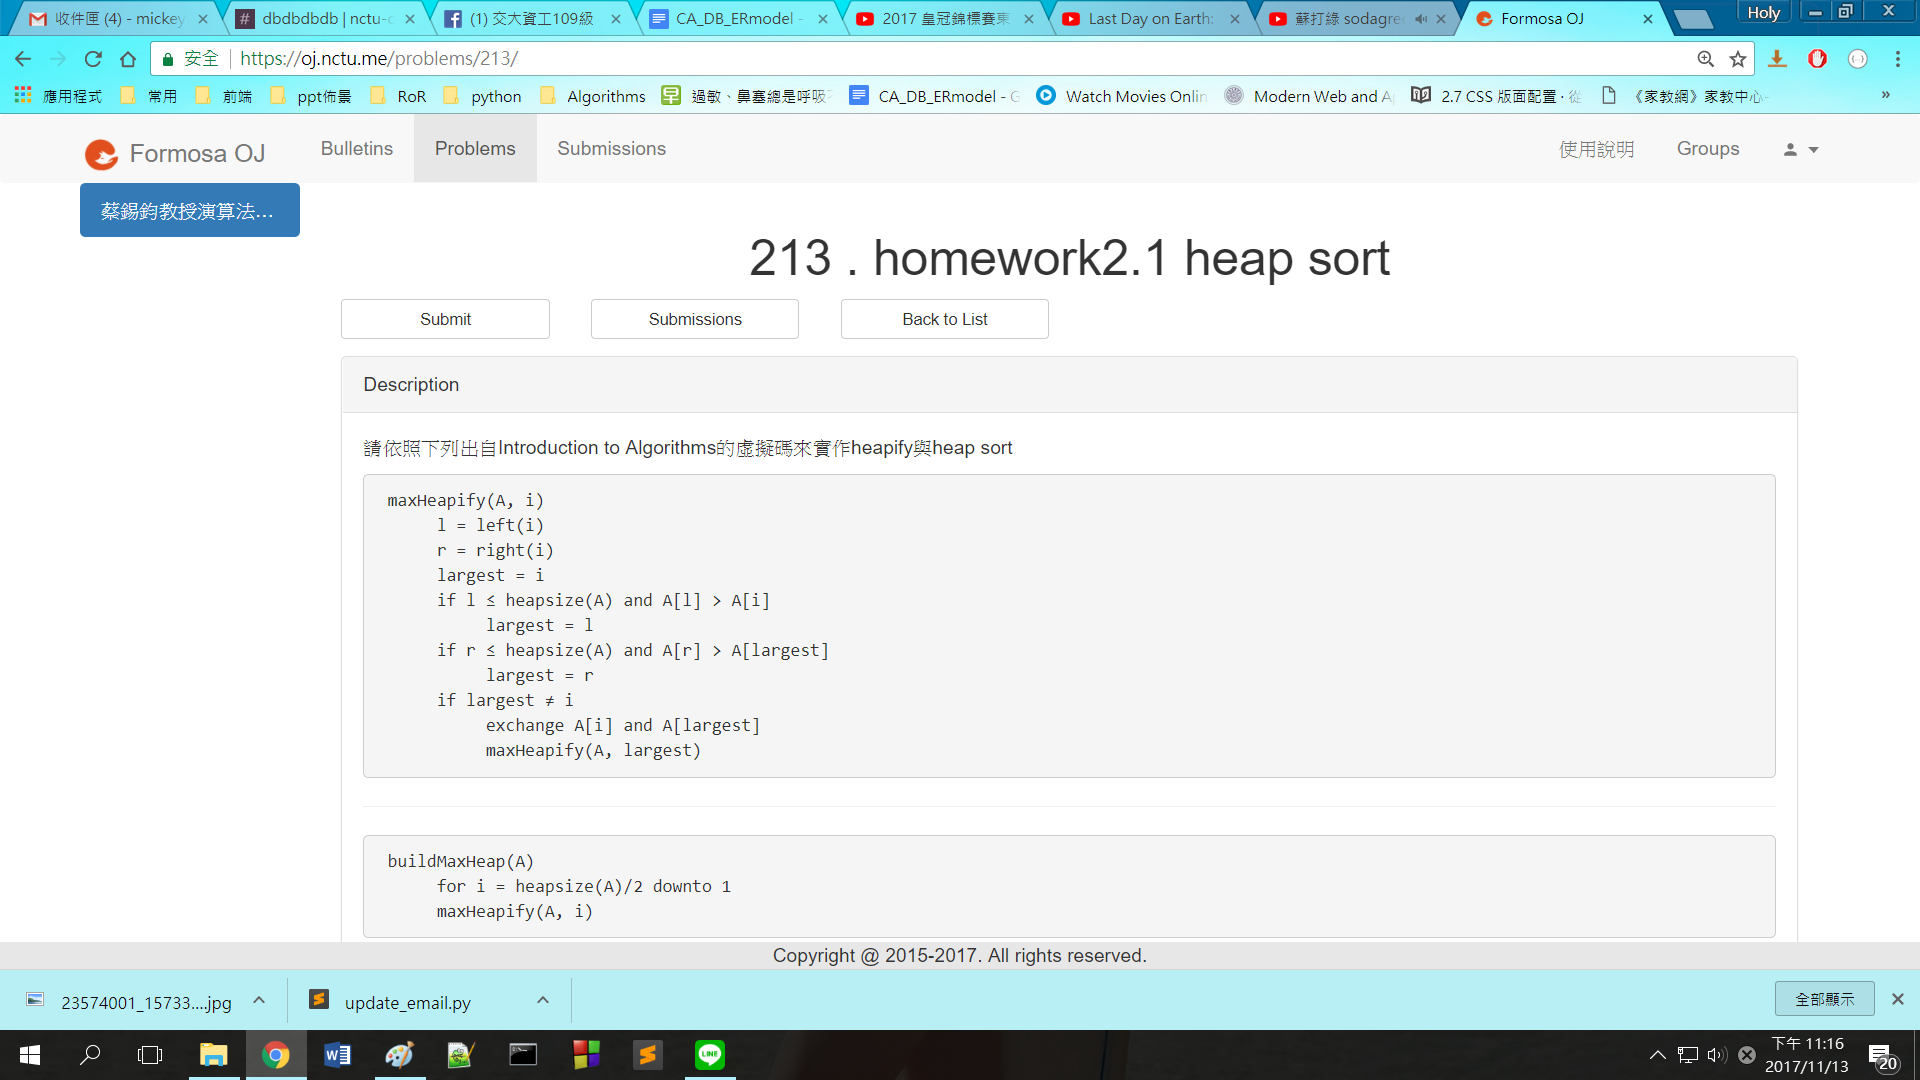 收件匣 (4) - mickey
dbdbdbdb | nctu-c
(1) 交大資工109級
CA_DB_ERmodel -
2017 皇冠錦標賽東
Last Day on Earth:
蘇打綠 sodagree
Formosa OJ
Holy
安全
https://oj.nctu.me/problems/213/
應用程式
常用
前端
ppt佈景
RoR
python
Algorithms
過敏、鼻塞總是呼吸不
CA_DB_ERmodel - G
Watch Movies Onlin
Modern Web and Ap
2.7 CSS 版面配置 · 從
《家教網》家教中心-
»
Formosa OJ
Bulletins
Problems
Submissions
使用說明
Groups
蔡錫鈞教授演算法...
213 . homework2.1 heap sort
Submit
Submissions
Back to List
Description
請依照下列出自Introduction to Algorithms的虛擬碼來實作heapify與heap sort
maxHeapify(A, i)
l = left(i)
r = right(i)
largest = i
if l ≤ heapsize(A) and A[l] > A[i]
largest = l
if r ≤ heapsize(A) and A[r] > A[largest]
largest = r
if largest ≠ i
exchange A[i] and A[largest]
maxHeapify(A, largest)
buildMaxHeap(A)
for i = heapsize(A)/2 downto 1
maxHeapify(A, i)
Copyright @ 2015-2017. All rights reserved.
23574001_15733....jpg
update_email.py
全部顯示
下午 11:16
2017/11/13
20